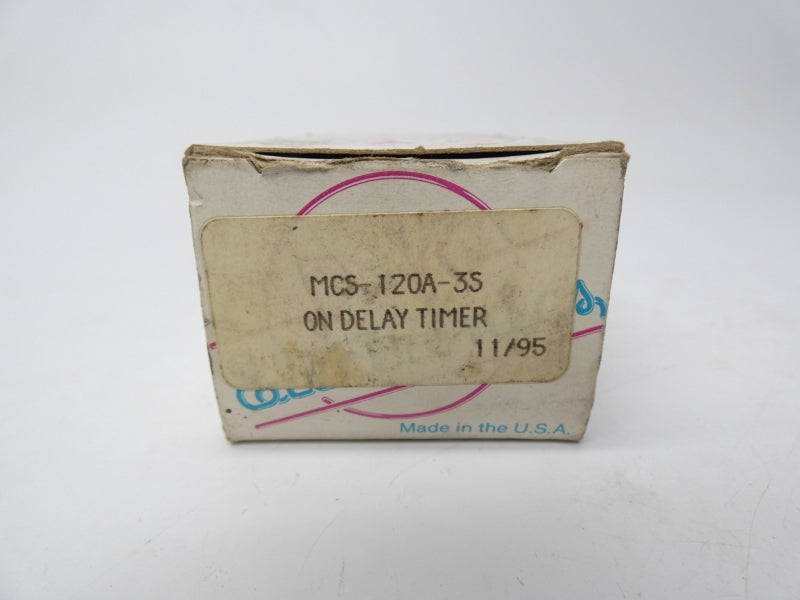 MCS-120A-3S
ON DELAY TIMER
11/95
Made in the U.S.A.